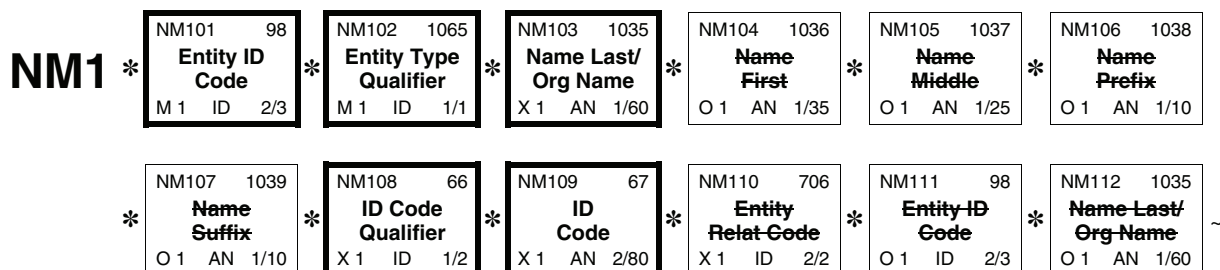 NM101 98 NM102 1065 NM103 1035 NM104 1036 NM105 1037 NM106 1038
NM1 * Entity ID Code * Entity Type Qualifier * Name Last/ Org Name * Name First * Name Middle * Name Prefix
M 1 ID 2/3 M 1 ID 1/1 X 1 AN 1/60 O 1 AN 1/35 O 1 AN 1/25 O 1 AN 1/10
NM107 1039 NM108 66 NM109 67 NM110 706 NM111 98 NM112 1035
* Name Suffix * ID Code Qualifier * ID Code * Entity Relat Code * Entity ID Code * Name Last/ Org Name ~
O 1 AN 1/10 X 1 ID 1/2 X 1 AN 2/80 X 1 ID 2/2 O 1 ID 2/3 O 1 AN 1/60